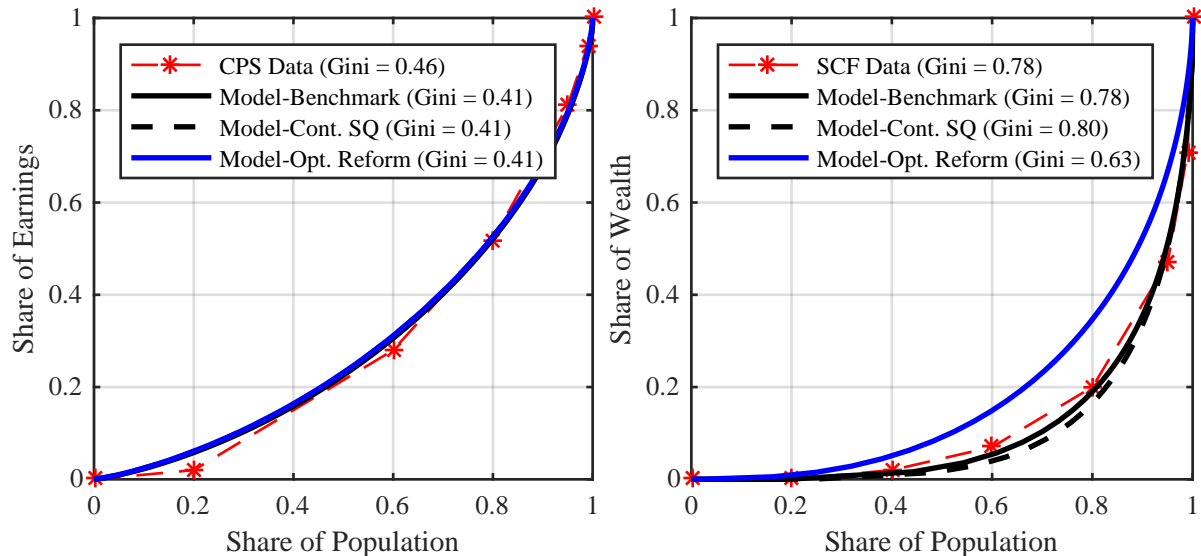 1
0.8
0.6
0.4
0.2
0
Share of Earnings
CPS Data (Gini = 0.46)
Model-Benchmark (Gini = 0.41)
Model-Cont. SQ (Gini = 0.41)
Model-Opt. Reform (Gini = 0.41)
0 0.2 0.4 0.6 0.8 1
Share of Population
1
0.8
0.6
0.4
0.2
0
Share of Wealth
SCF Data (Gini = 0.78)
Model-Benchmark (Gini = 0.78)
Model-Cont. SQ (Gini = 0.80)
Model-Opt. Reform (Gini = 0.63)
0 0.2 0.4 0.6 0.8 1
Share of Population